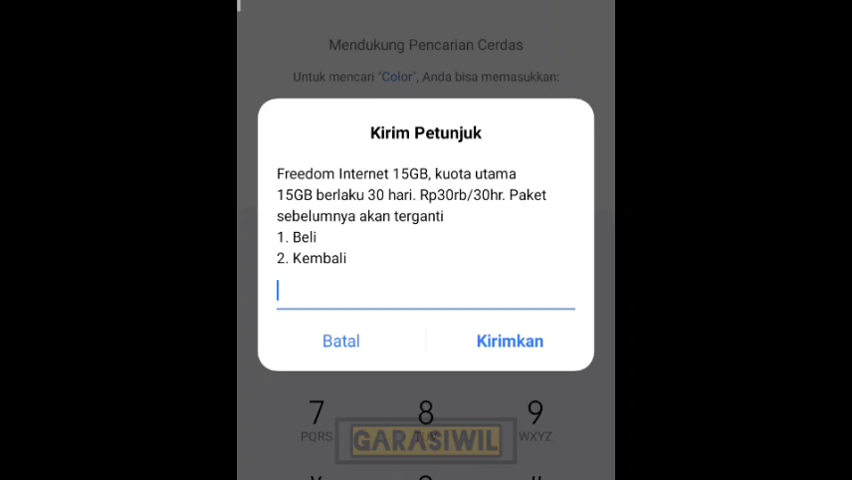 Mendukung Pencarian Cerdas
Untuk mencari "Color", Anda bisa memasukkan:
Kirim Petunjuk
Freedom Internet 15GB, kuota utama
15GB berlaku 30 hari. Rp30rb/30hr. Paket
sebelumnya akan terganti
1. Beli
2. Kembali
Batal
Kirimkan
7 8 9
PQRS TUV WXYZ
GARASIWIL